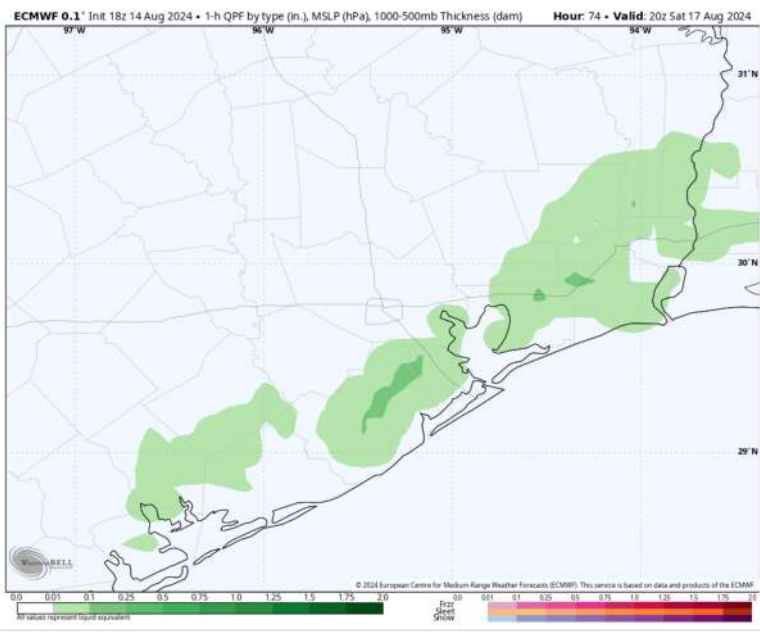 ECMWF 0.1° Init 18z 14 Aug 2024 • 1-h QPF by type (in.), MSLP (hPa), 1000-500mb Thickness (dam) Hour: 74 • Valid: 20z Sat 17 Aug 2024
97°W 96°W 95°W 94°W
31°N
30°N
29°N
WeatherBELL
© 2024 European Centre for Medium-Range Weather Forecasts (ECMWF). This service is based on data and products of the ECMWF
0.0 0.01 0.1 0.25 0.5 0.75 1.0 1.25 1.5 1.75 2.0
All values represent liquid equivalent
0.0 0.01 0.1 0.25 0.5 0.75 1.0 1.25 1.5 1.75 2.0
Frzr
Sleet
Snow